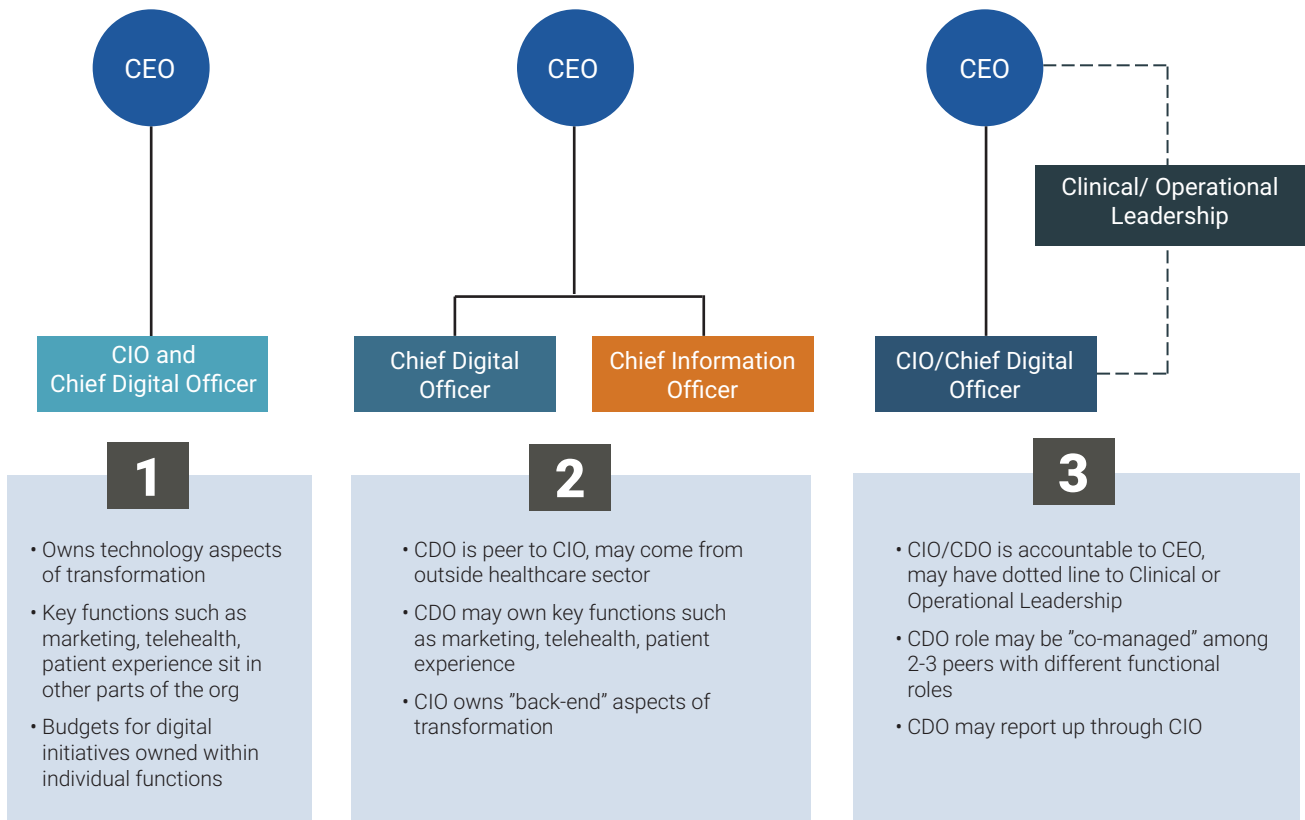 CEO
CEO
CEO
Clinical/ Operational
Leadership
CIO and
Chief Digital Officer
Chief Digital
Officer
Chief Information
Officer
CIO/Chief Digital
Officer
1
• Owns technology aspects
of transformation
• Key functions such as
marketing, telehealth,
patient experience sit in
other parts of the org
• Budgets for digital
initiatives owned within
individual functions
2
• CDO is peer to CIO, may come from
outside healthcare sector
• CDO may own key functions such
as marketing, telehealth, patient
experience
• CIO owns ”back-end” aspects of
transformation
3
• CIO/CDO is accountable to CEO,
may have dotted line to Clinical or
Operational Leadership
• CDO role may be ”co-managed” among
2-3 peers with different functional
roles
• CDO may report up through CIO